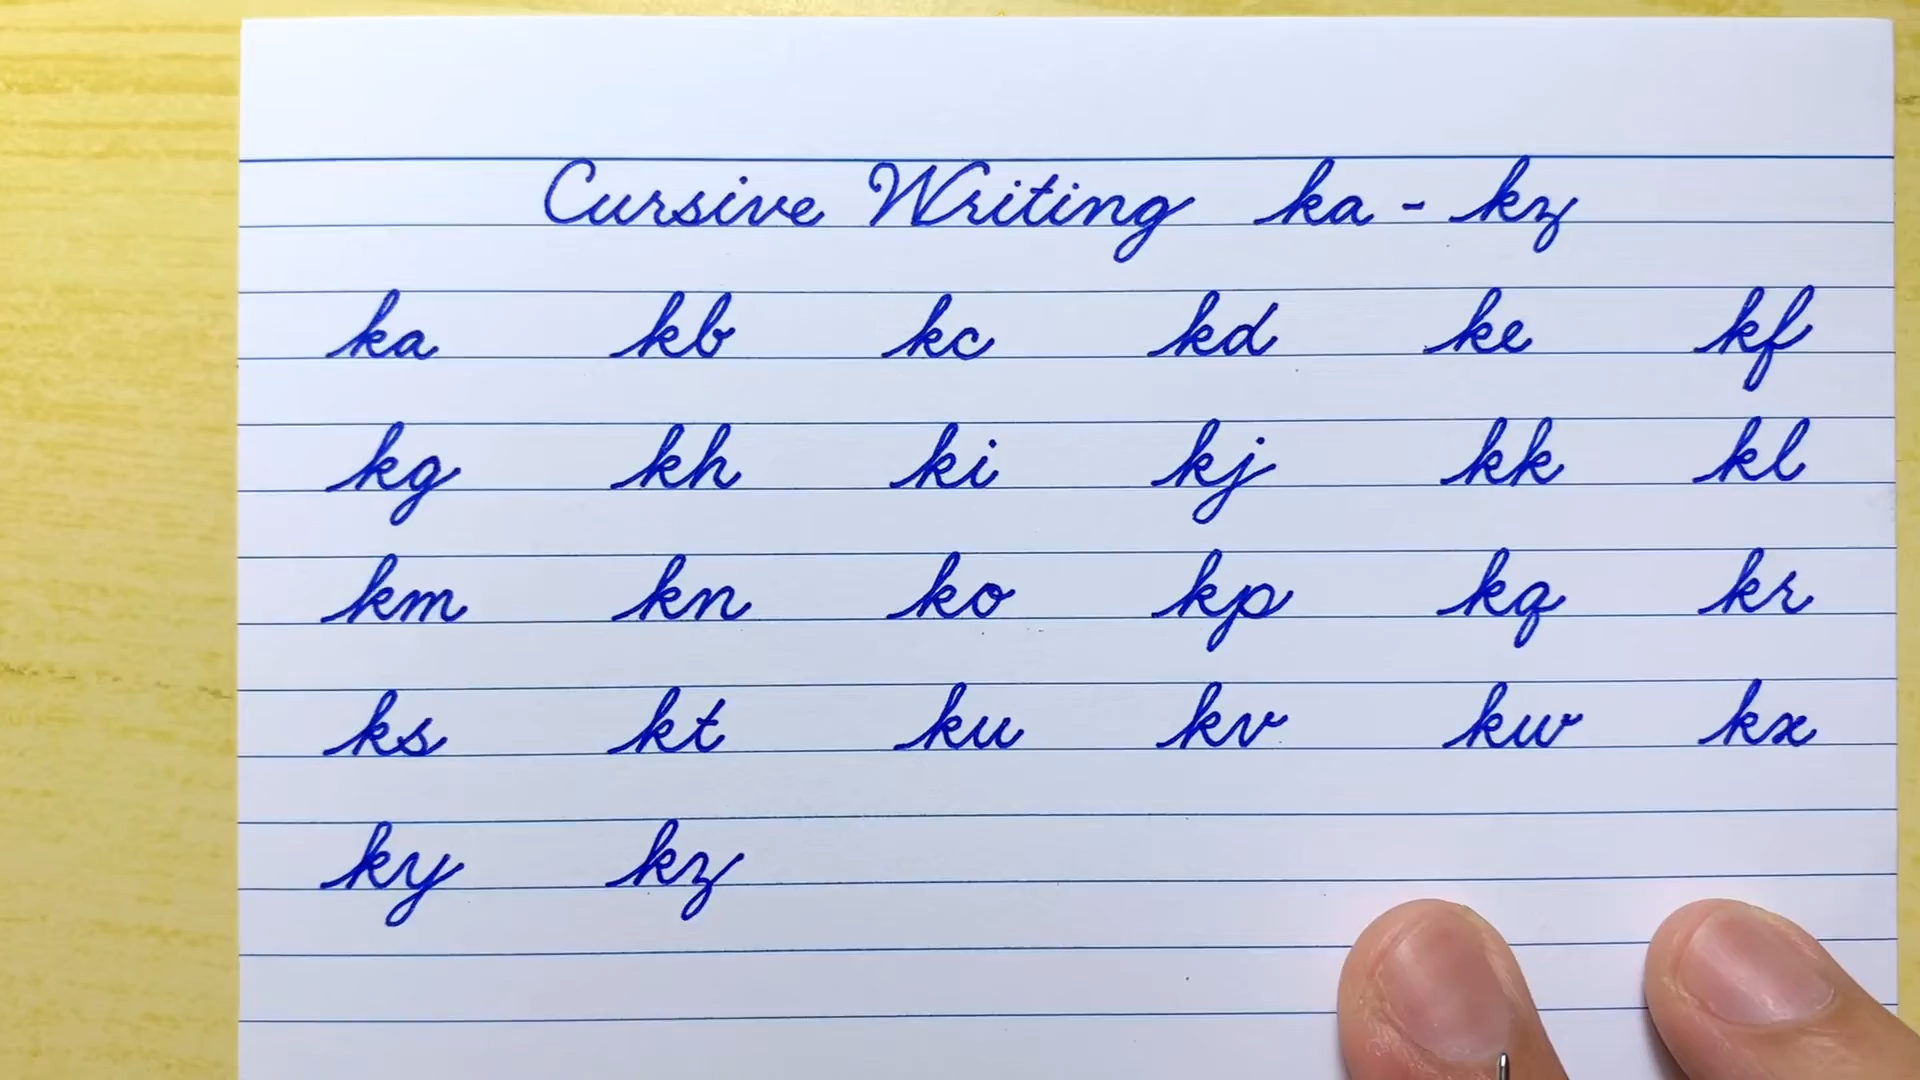 Cursive Writing ka - kz
ka kb kc kd ke kf
kg kh ki kj kk kl
km kn ko kp kq kr
ks kt ku kv kw kx
ky kz